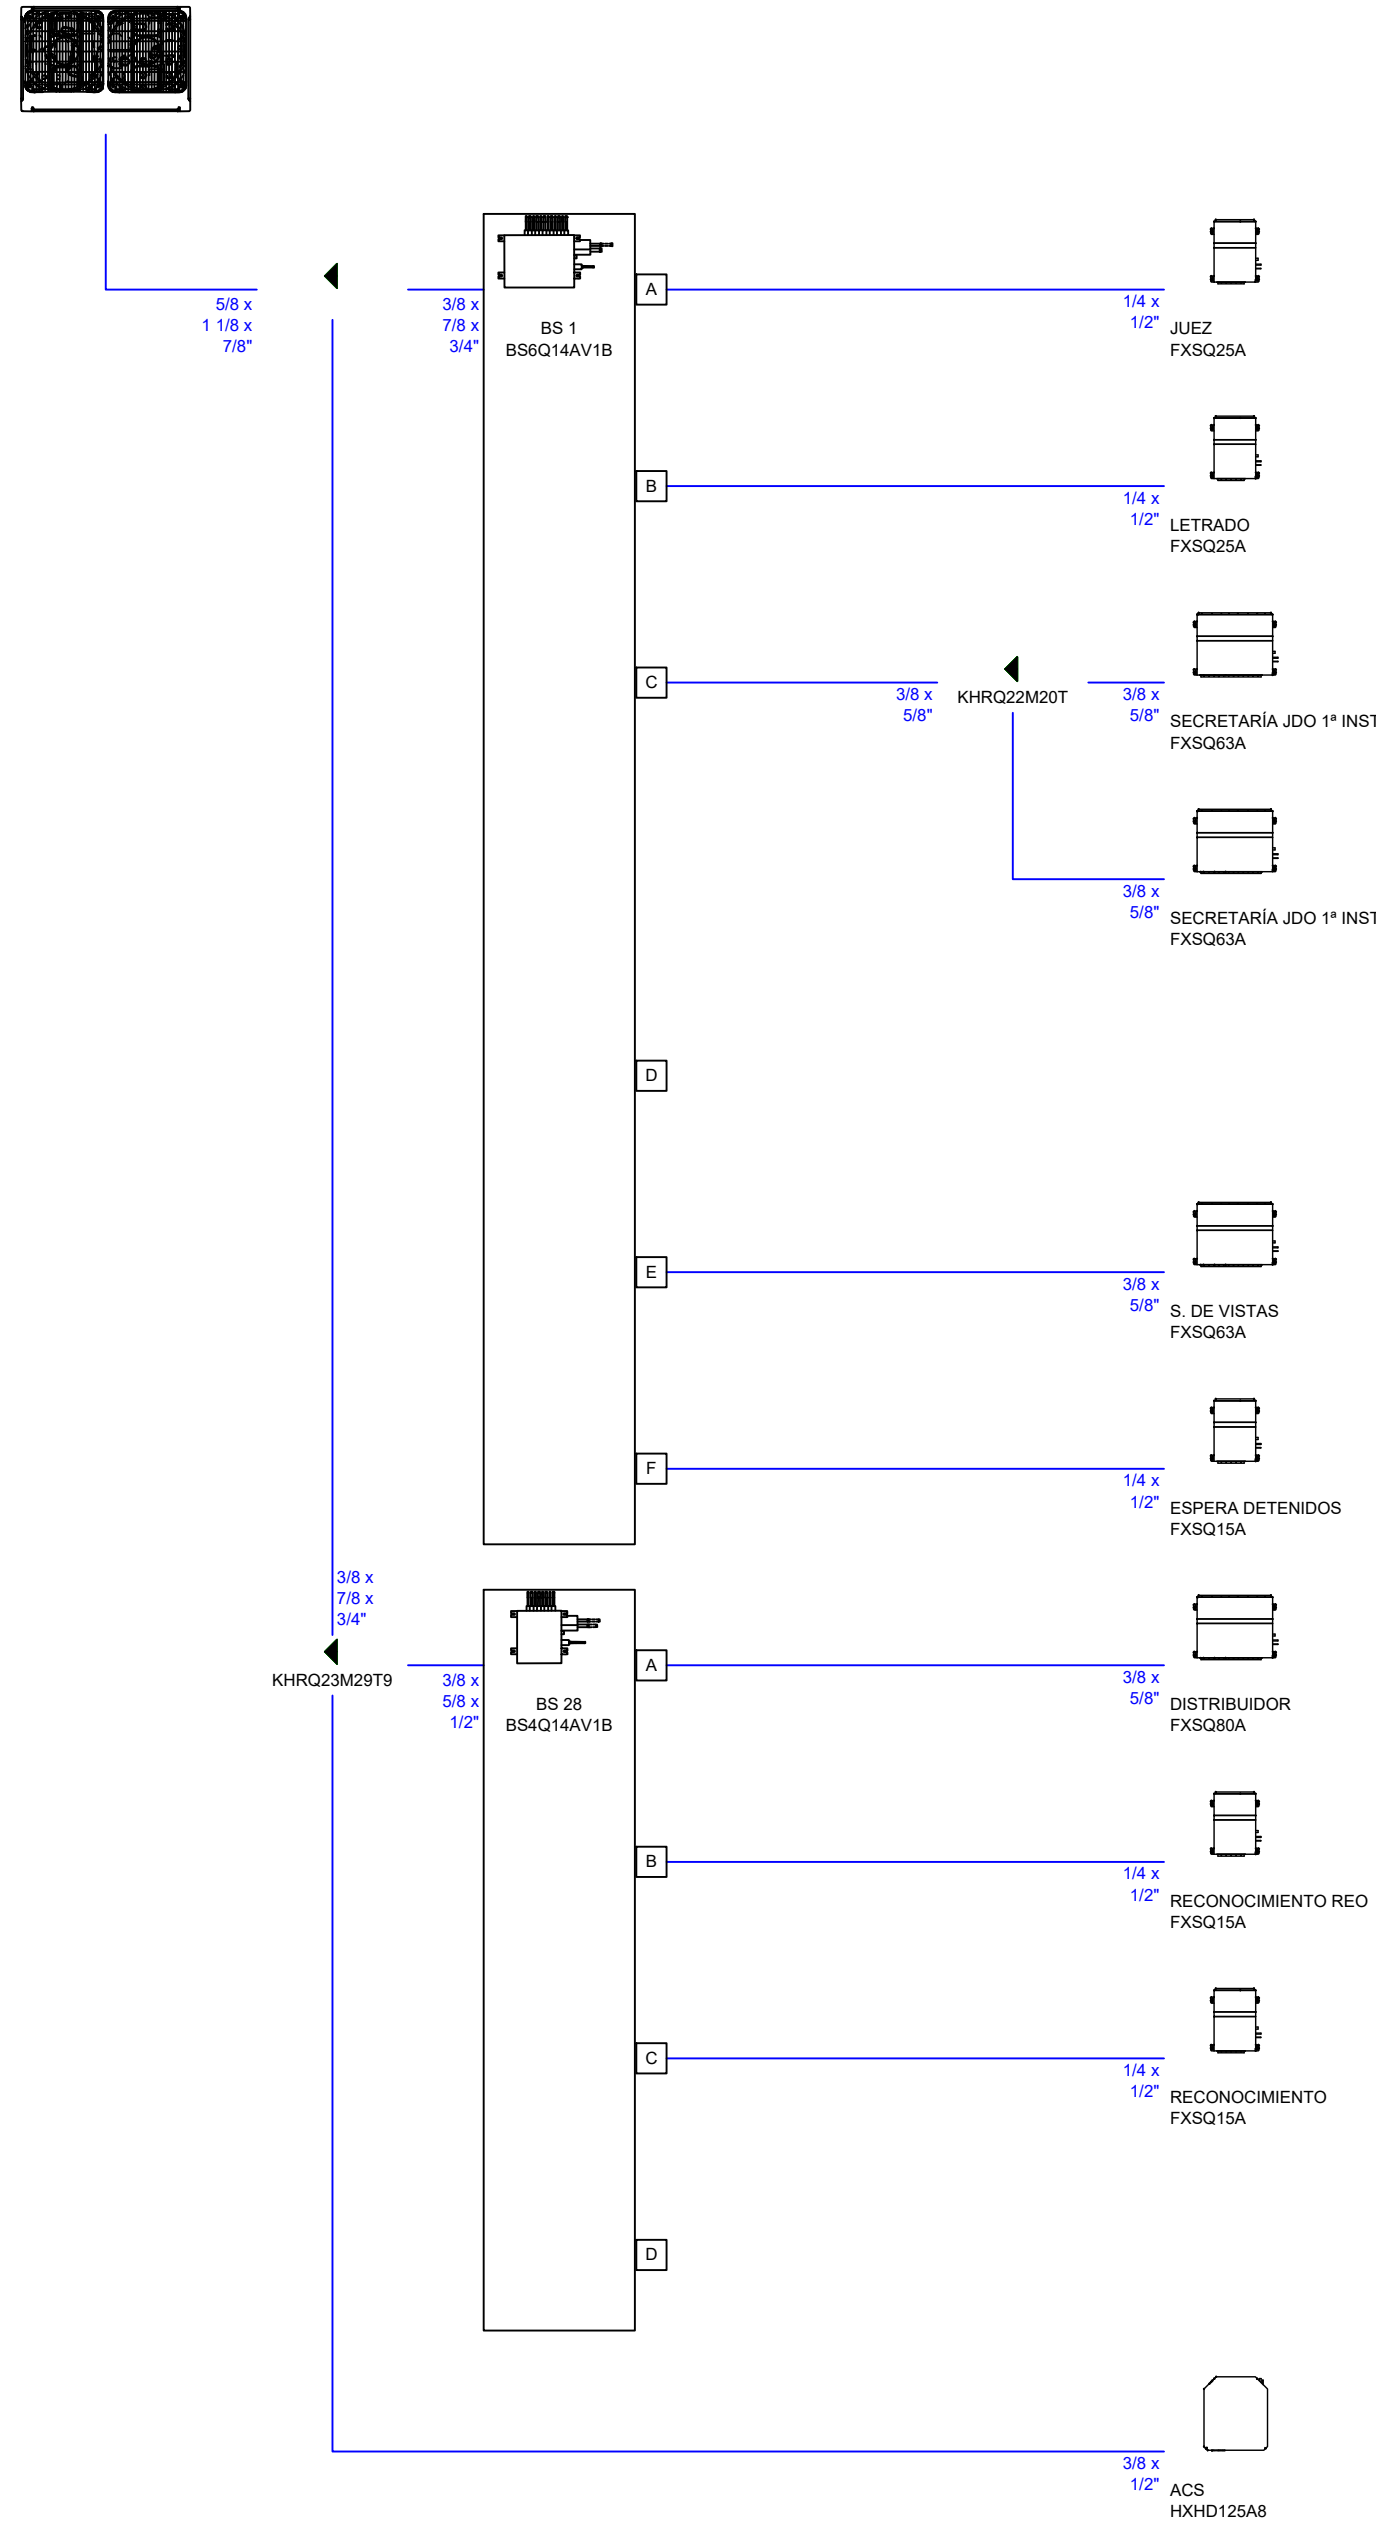 5/8 x
1 1/8 x
7/8"
3/8 x
7/8 x
3/4"
BS 1
BS6Q14AV1B
A
1/4 x
1/2"
JUEZ
FXSQ25A
B
1/4 x
1/2"
LETRADO
FXSQ25A
C
3/8 x
5/8"
KHRQ22M20T
3/8 x
5/8"
SECRETARÍA JDO 1ª INST
FXSQ63A
3/8 x
5/8"
SECRETARÍA JDO 1ª INST
FXSQ63A
D
E
3/8 x
5/8"
S. DE VISTAS
FXSQ63A
F
1/4 x
1/2"
ESPERA DETENIDOS
FXSQ15A
3/8 x
7/8 x
3/4"
KHRQ23M29T9
3/8 x
5/8 x
1/2"
BS 28
BS4Q14AV1B
A
3/8 x
5/8"
DISTRIBUIDOR
FXSQ80A
B
1/4 x
1/2"
RECONOCIMIENTO REO
FXSQ15A
C
1/4 x
1/2"
RECONOCIMIENTO
FXSQ15A
D
3/8 x
1/2"
ACS
HXHD125A8